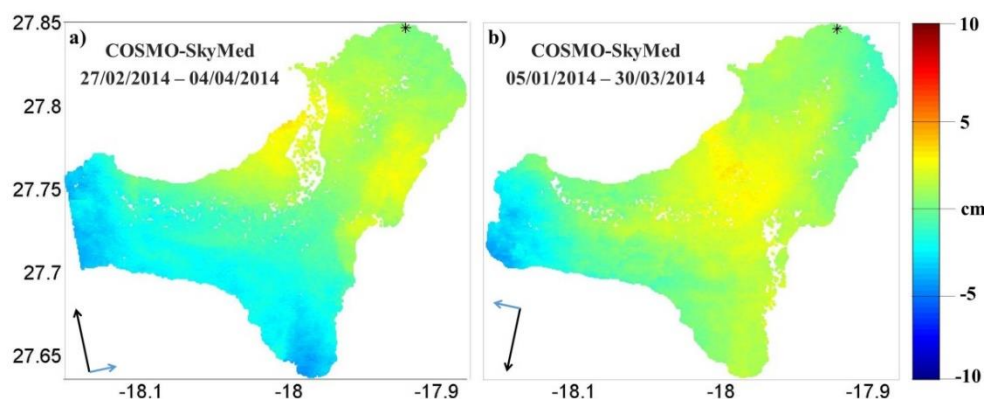 27.85
27.8
27.75
27.7
27.65
a)
COSMO-SkyMed
27/02/2014 – 04/04/2014
*
-18.1
-18
-17.9
b)
COSMO-SkyMed
05/01/2014 – 30/03/2014
*
-18.1
-18
-17.9
10
5
cm
-5
-10